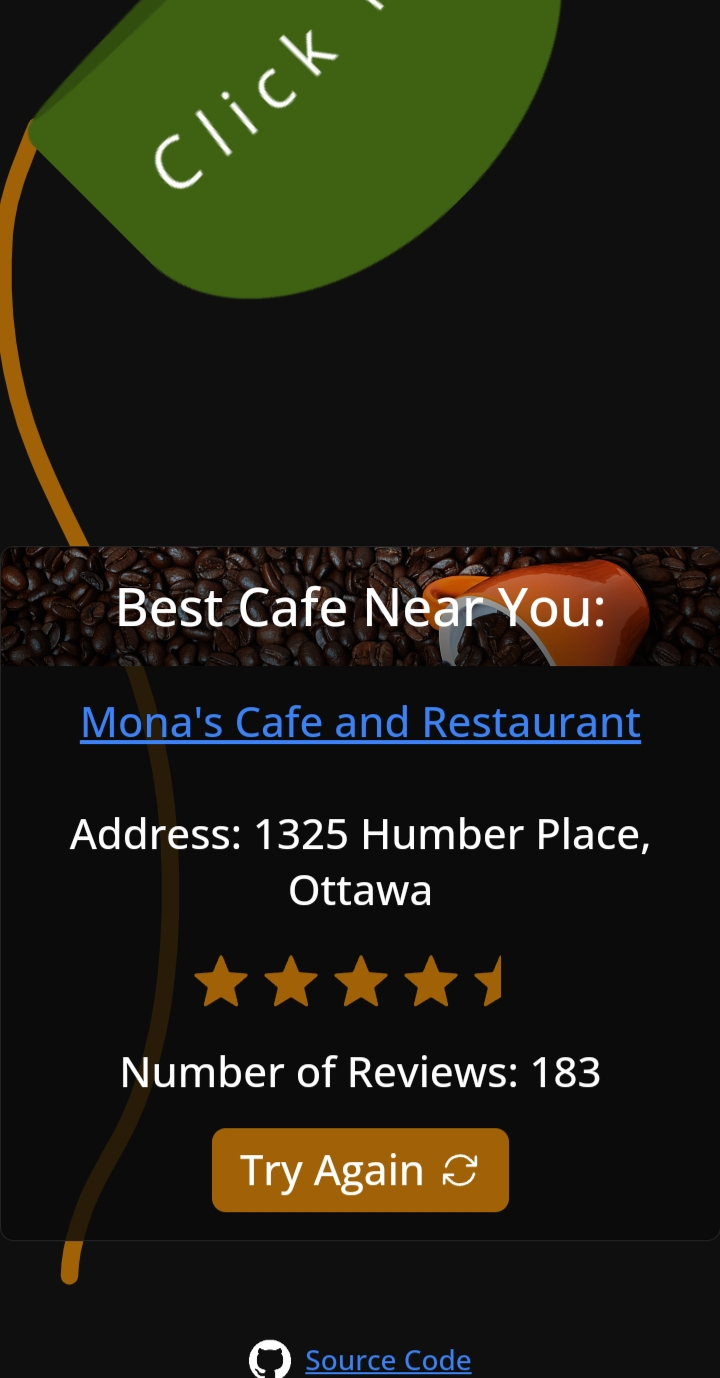 Click
Best Cafe Near You:
Mona's Cafe and Restaurant
Address: 1325 Humber Place,
Ottawa
Number of Reviews: 183
Try Again
Source Code